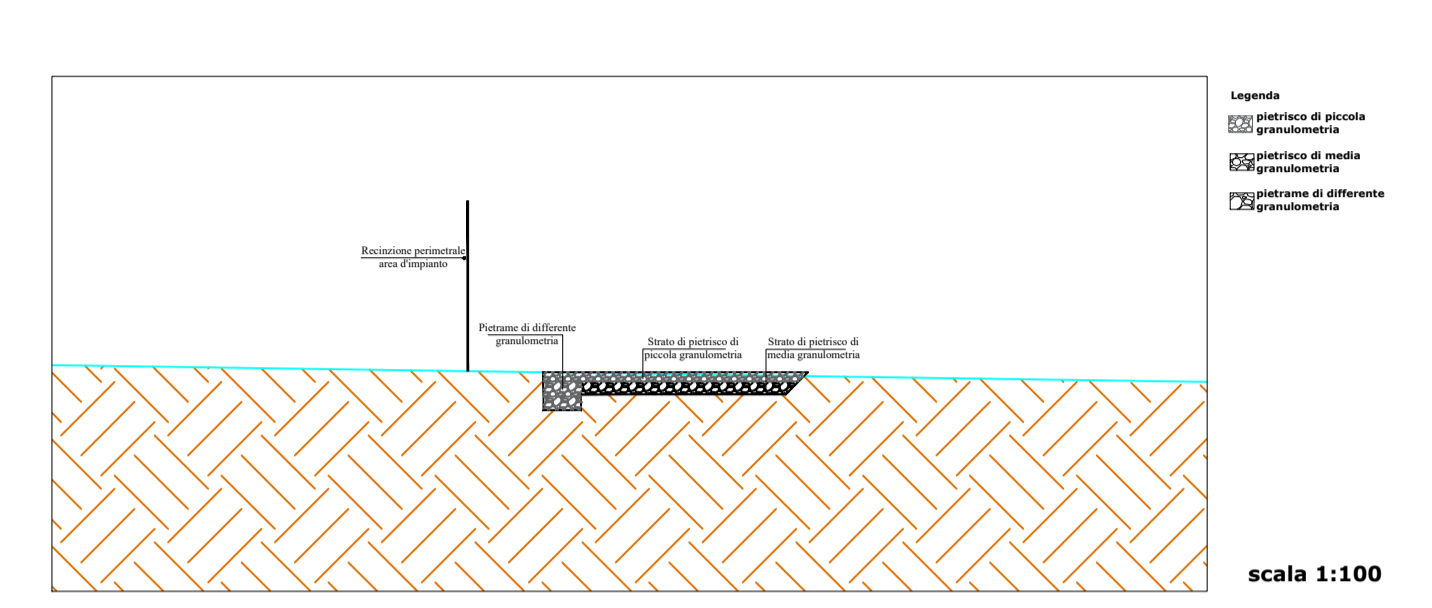 Legenda
pietrisco di piccola
granulometria
pietrisco di media
granulometria
pietrame di differente
granulometria
Recinzione perimetrale
area d'impianto
Pietrame di differente
granulometria
Strato di pietrisco di
piccola granulometria
Strato di pietrisco di
media granulometria
scala 1:100